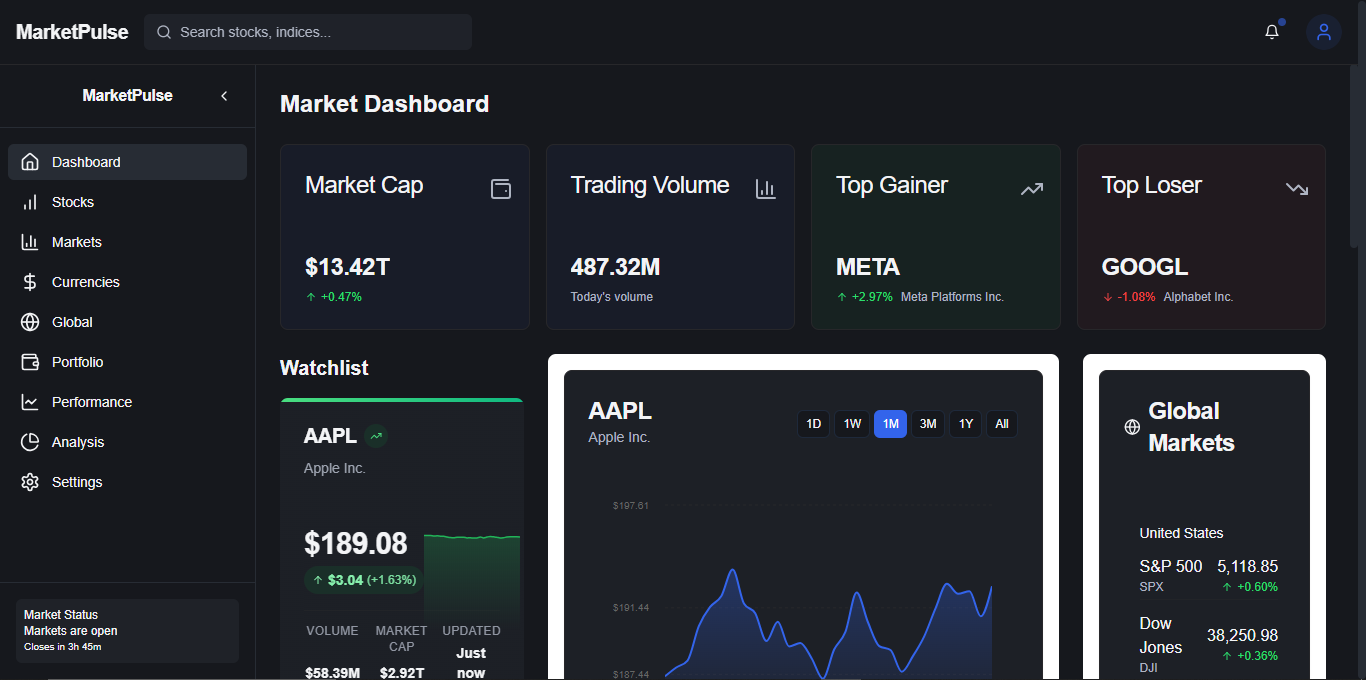 MarketPulse
Search stocks, indices...
MarketPulse
Dashboard
Stocks
Markets
Currencies
Global
Portfolio
Performance
Analysis
Settings
Market Status
Markets are open
Closes in 3h 45m
Market Dashboard
Market Cap
$13.42T
+0.47%
Trading Volume
487.32M
Today's volume
Top Gainer
META
+2.97% Meta Platforms Inc.
Top Loser
GOOGL
-1.08% Alphabet Inc.
Watchlist
AAPL
Apple Inc.
$189.08
$3.04 (+1.63%)
VOLUME
$58.39M
MARKET
CAP
$2.92T
UPDATED
Just
now
AAPL
Apple Inc.
1D 1W 1M 3M 1Y All
$197.61
$191.44
$187.44
Global
Markets
United States
S&P 500 5,118.85
SPX +0.60%
Dow
Jones
38,250.98
DJI
+0.36%